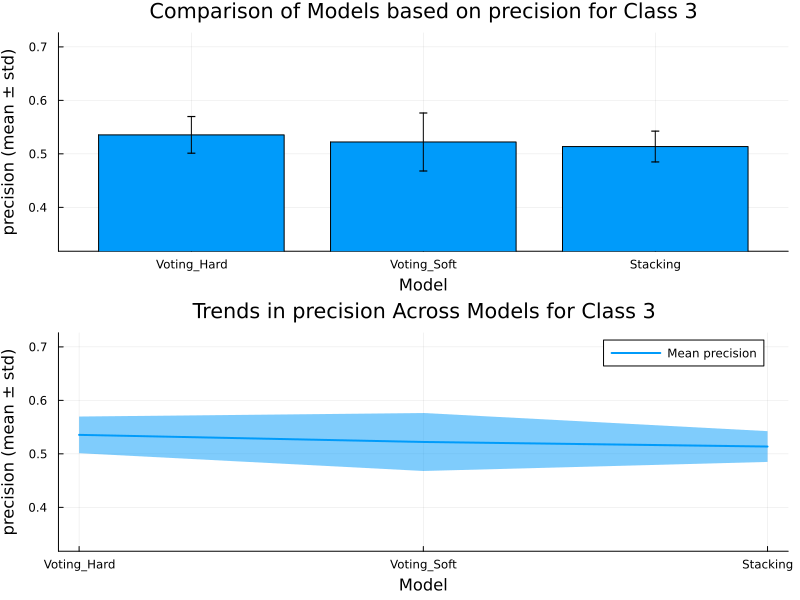 Comparison of Models based on precision for Class 3
precision (mean ± std)
0.7
0.6
0.5
0.4
Voting_Hard Voting_Soft Stacking
Model
Trends in precision Across Models for Class 3
precision (mean ± std)
0.7
0.6
0.5
0.4
Mean precision
Voting_Hard Voting_Soft Stacking
Model